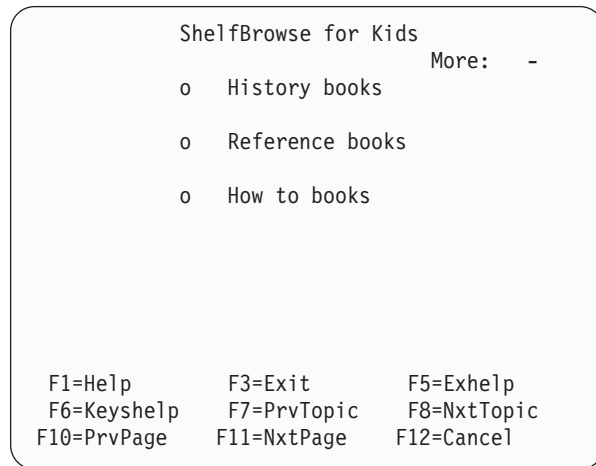 ShelfBrowse for Kids
More:   -
o   History books
o   Reference books
o   How to books
F1=Help   F3=Exit   F5=Exhelp
F6=Keyshelp   F7=PrvTopic   F8=NxtTopic
F10=PrvPage   F11=NxtPage   F12=Cancel